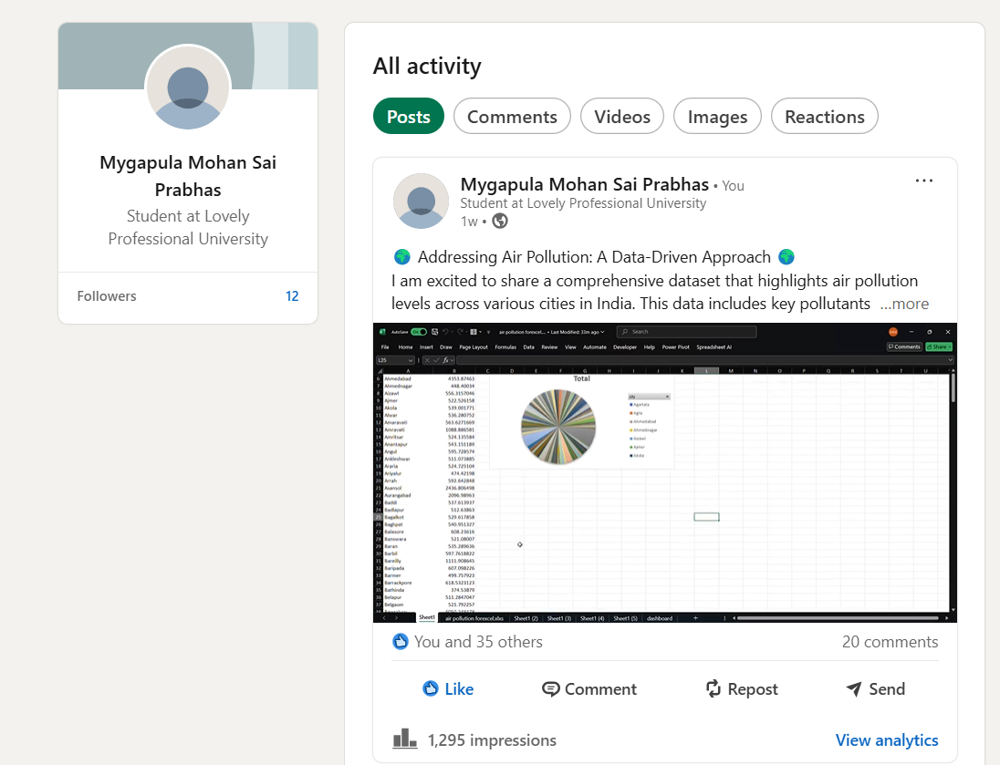 Mygapula Mohan Sai
Prabhas
Student at Lovely
Professional University
Followers 12
All activity
Posts Comments Videos Images Reactions
Mygapula Mohan Sai Prabhas • You
Student at Lovely Professional University
1w •
🌍 Addressing Air Pollution: A Data-Driven Approach 🌍
I am excited to share a comprehensive dataset that highlights air pollution
levels across various cities in India. This data includes key pollutants ...more
AutoSave On air pollution forexcel.... • Last Modified: 33m ago Search
File Home Insert Draw Page Layout Formulas Data Review View Automate Developer Help Power Pivot Spreadsheet AI Comments Share
L25 fx
A B C D E F G H I J K L M N O P Q R S T U
6 Ahmedabad 4353.87463 Total
7 Ahmednagar 448.40034
8 Aizawl 556.3157046
9 Ajmer 522.526158 city
10 Akola 539.001771 Agartala
11 Alwar 536.280752 Agra
12 Amaravati 563.6271669 Ahmedabad
13 Amravati 1088.886581 Ahmednagar
14 Amritsar 524.135584 Aizawl
15 Anantapur 543.151189 Ajmer
16 Angul 595.728574 Akola
17 Ankleshwar 511.073885
18 Araria 524.725104
19 Ariyalur 474.42198
20 Arrah 592.642848
21 Asansol 2436.806498
22 Aurangabad 2096.98963
23 Baddi 537.613937
24 Badlapur 512.63863
25 Bagalkot 529.617858
26 Baghpat 540.951327
27 Balasore 608.23616
28 Banswara 521.08007
29 Baran 535.289636
30 Barbil 597.7618822
31 Bareilly 1111.908645
32 Baripada 607.098226
33 Barmer 499.757923
34 Barrackpore 618.5323123
35 Bathinda 374.53879
36 Belapur 511.2847047
37 Belgaum 521.792257
Sheet1 air pollution forexcel.xlxs Sheet1 (2) Sheet1 (3) Sheet1 (4) Sheet1 (5) dashboard +
You and 35 others 20 comments
Like Comment Repost Send
1,295 impressions View analytics